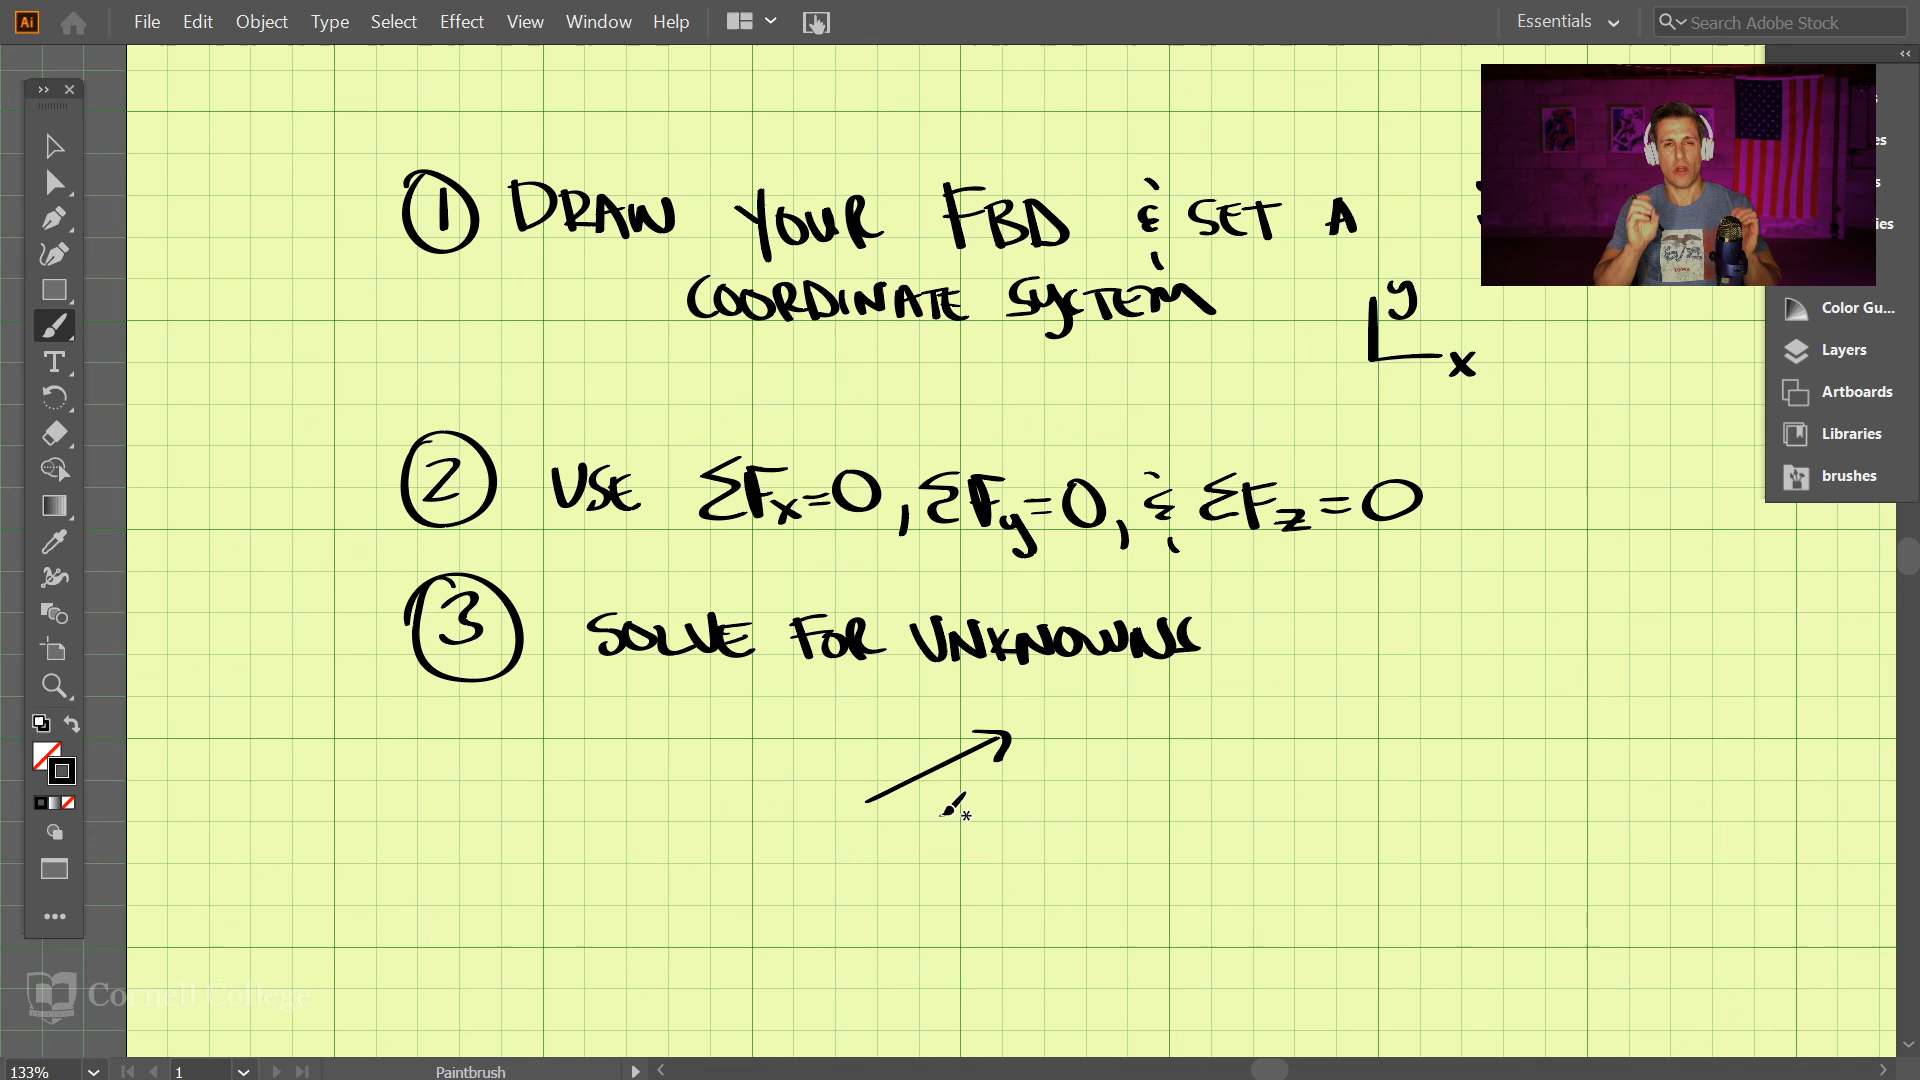 Ai File Edit Object Type Select Effect View Window Help Essentials Search Adobe Stock
① DRAW YOUR FBD & SET A
COORDINATE SYSTEM
y
x
② USE ΣFx=0, ΣFy=0, & ΣFz=0
③ SOLVE FOR UNKNOWNS
Color Gu...
Layers
Artboards
Libraries
brushes
IOWA
Cornell College
133% 1 Paintbrush